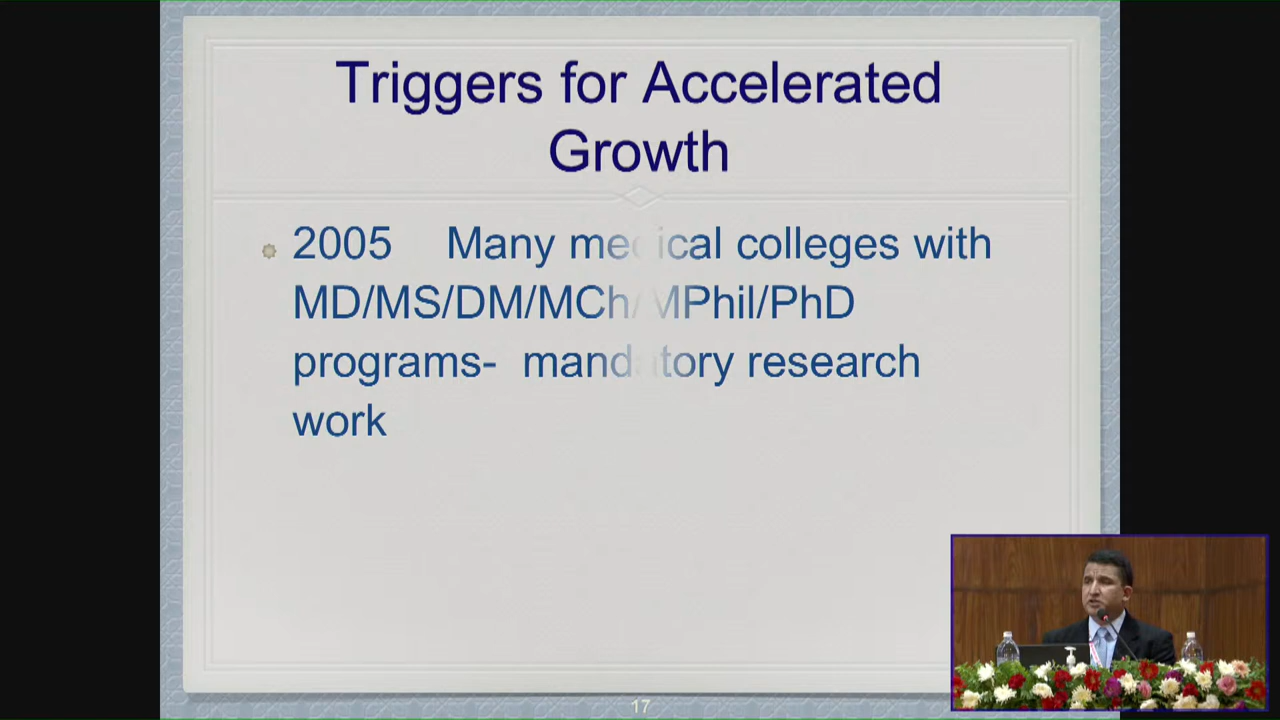 Triggers for Accelerated
Growth
2005 Many medical colleges with
MD/MS/DM/MCh/MPhil/PhD
programs- mandatory research
work
17